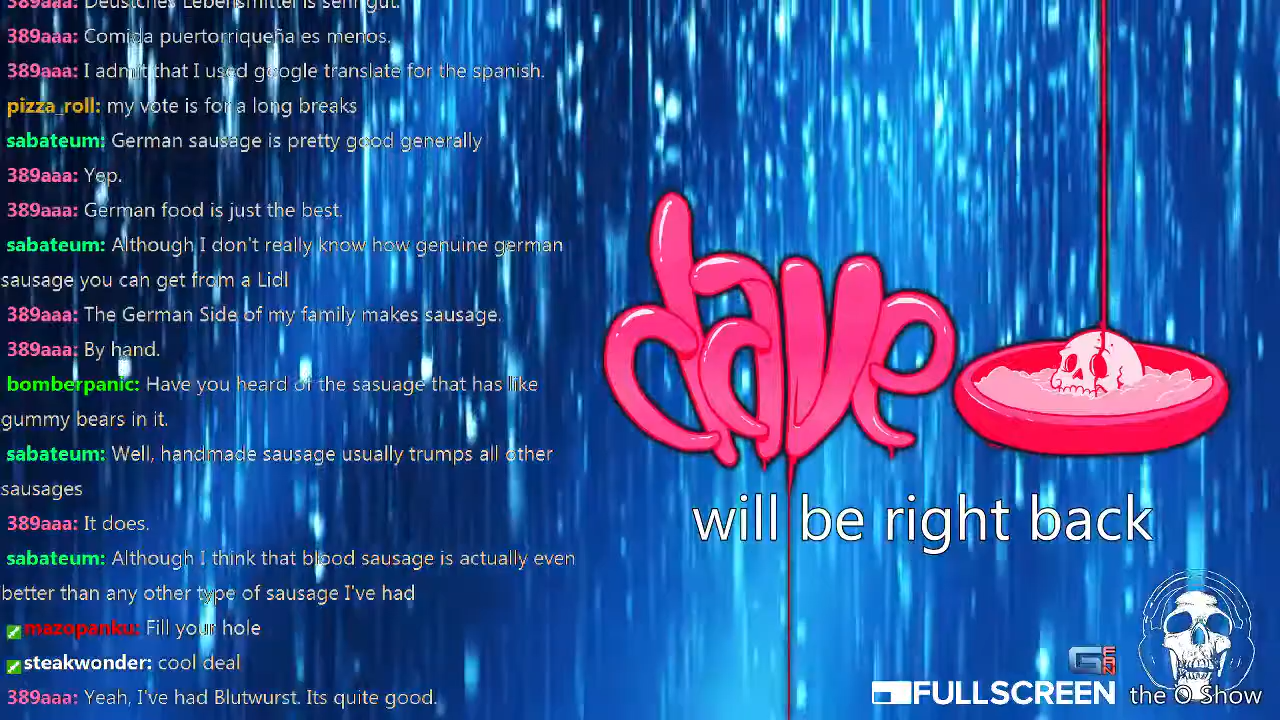 389aaa: Deustches Lebensmittel is sehr gut.
389aaa: Comida puertorriqueña es menos.
389aaa: I admit that I used google translate for the spanish.
pizza_roll: my vote is for a long breaks
sabateum: German sausage is pretty good generally
389aaa: Yep.
389aaa: German food is just the best.
sabateum: Although I don't really know how genuine german
sausage you can get from a Lidl
389aaa: The German Side of my family makes sausage.
389aaa: By hand.
bomberpanic: Have you heard of the sasuage that has like
gummy bears in it.
sabateum: Well, handmade sausage usually trumps all other
sausages
389aaa: It does.
sabateum: Although I think that blood sausage is actually even
better than any other type of sausage I've had
mazopanku: Fill your hole
steakwonder: cool deal
389aaa: Yeah, I've had Blutwurst. Its quite good.
dave
will be right back
FULLSCREEN
the O Show